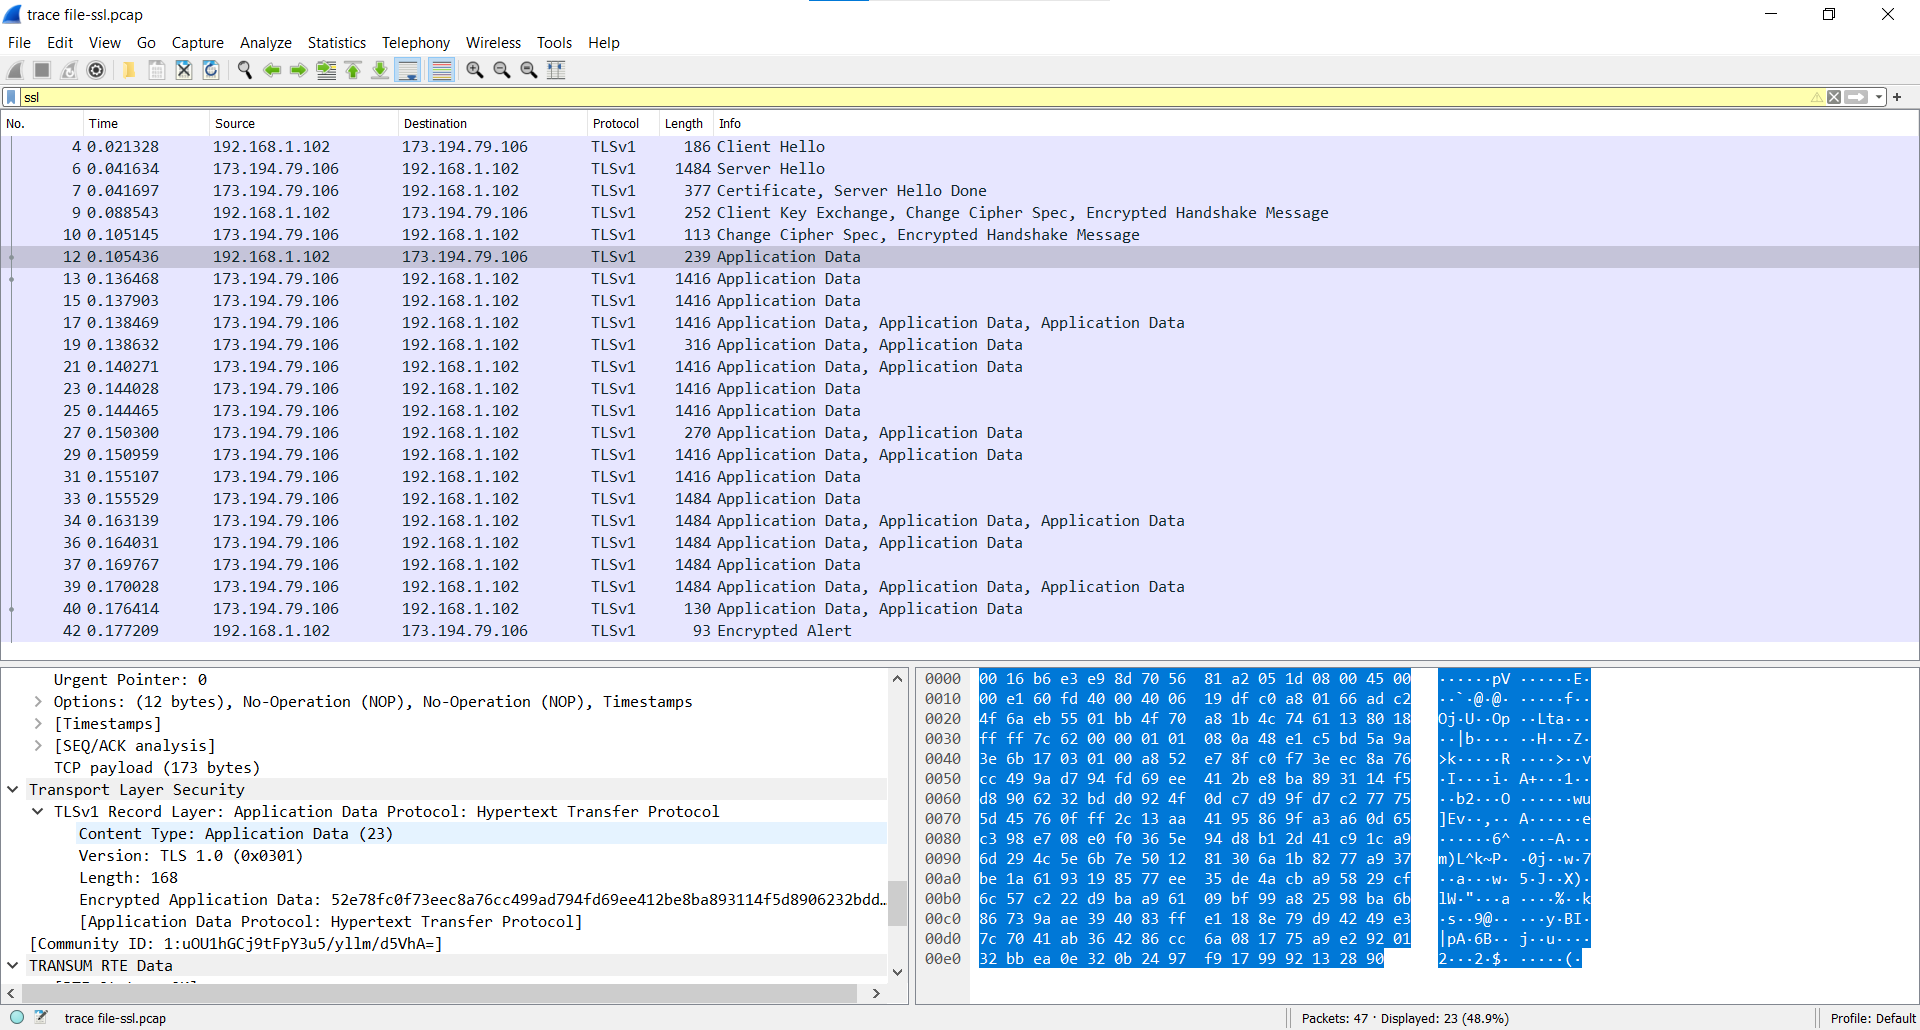 trace file-ssl.pcap
File Edit View Go Capture Analyze Statistics Telephony Wireless Tools Help
ssl
No. Time Source Destination Protocol Length Info
4 0.021328 192.168.1.102 173.194.79.106 TLSv1 186 Client Hello
6 0.041634 173.194.79.106 192.168.1.102 TLSv1 1484 Server Hello
7 0.041697 173.194.79.106 192.168.1.102 TLSv1 377 Certificate, Server Hello Done
9 0.088543 192.168.1.102 173.194.79.106 TLSv1 252 Client Key Exchange, Change Cipher Spec, Encrypted Handshake Message
10 0.105145 173.194.79.106 192.168.1.102 TLSv1 113 Change Cipher Spec, Encrypted Handshake Message
12 0.105436 192.168.1.102 173.194.79.106 TLSv1 239 Application Data
13 0.136468 173.194.79.106 192.168.1.102 TLSv1 1416 Application Data
15 0.137903 173.194.79.106 192.168.1.102 TLSv1 1416 Application Data
17 0.138469 173.194.79.106 192.168.1.102 TLSv1 1416 Application Data, Application Data, Application Data
19 0.138632 173.194.79.106 192.168.1.102 TLSv1 316 Application Data, Application Data
21 0.140271 173.194.79.106 192.168.1.102 TLSv1 1416 Application Data, Application Data
23 0.144028 173.194.79.106 192.168.1.102 TLSv1 1416 Application Data
25 0.144465 173.194.79.106 192.168.1.102 TLSv1 1416 Application Data
27 0.150300 173.194.79.106 192.168.1.102 TLSv1 270 Application Data, Application Data
29 0.150959 173.194.79.106 192.168.1.102 TLSv1 1416 Application Data, Application Data
31 0.155107 173.194.79.106 192.168.1.102 TLSv1 1416 Application Data
33 0.155529 173.194.79.106 192.168.1.102 TLSv1 1484 Application Data
34 0.163139 173.194.79.106 192.168.1.102 TLSv1 1484 Application Data, Application Data, Application Data
36 0.164031 173.194.79.106 192.168.1.102 TLSv1 1484 Application Data, Application Data
37 0.169767 173.194.79.106 192.168.1.102 TLSv1 1484 Application Data
39 0.170028 173.194.79.106 192.168.1.102 TLSv1 1484 Application Data, Application Data, Application Data
40 0.176414 173.194.79.106 192.168.1.102 TLSv1 130 Application Data, Application Data
42 0.177209 192.168.1.102 173.194.79.106 TLSv1 93 Encrypted Alert
Urgent Pointer: 0
Options: (12 bytes), No-Operation (NOP), No-Operation (NOP), Timestamps
[Timestamps]
[SEQ/ACK analysis]
TCP payload (173 bytes)
Transport Layer Security
TLSv1 Record Layer: Application Data Protocol: Hypertext Transfer Protocol
Content Type: Application Data (23)
Version: TLS 1.0 (0x0301)
Length: 168
Encrypted Application Data: 52e78fc0f73eec8a76cc499ad794fd69ee412be8ba893114f5d8906232bdd…
[Application Data Protocol: Hypertext Transfer Protocol]
[Community ID: 1:uOU1hGCj9tFpY3u5/yllm/d5VhA=]
TRANSUM RTE Data
0000 00 16 b6 e3 e9 8d 70 56 81 a2 05 1d 08 00 45 00 ······pV ······E·
0010 00 e1 60 fd 40 00 40 06 19 df c0 a8 01 66 ad c2 ··`·@·@· ·····f··
0020 4f 6a eb 55 01 bb 4f 70 a8 1b 4c 74 61 13 80 18 Oj·U··Op ··Lta···
0030 ff ff 7c 62 00 00 01 01 08 0a 48 e1 c5 bd 5a 9a ··|b···· ··H···Z·
0040 3e 6b 17 03 01 00 a8 52 e7 8f c0 f7 3e ec 8a 76 >k·····R ····>··v
0050 cc 49 9a d7 94 fd 69 ee 41 2b e8 ba 89 31 14 f5 ·I····i· A+···1··
0060 d8 90 62 32 bd d0 92 4f 0d c7 d9 9f d7 c2 77 75 ··b2···O ······wu
0070 5d 45 76 0f ff 2c 13 aa 41 95 86 9f a3 a6 0d 65 ]Ev··,·· A······e
0080 c3 98 e7 08 e0 f0 36 5e 94 d8 b1 2d 41 c9 1c a9 ······6^ ···-A···
0090 6d 29 4c 5e 6b 7e 50 12 81 30 6a 1b 82 77 a9 37 m)L^k~P· ·0j··w·7
00a0 be 1a 61 93 19 85 77 ee 35 de 4a cb a9 58 29 cf ··a···w· 5·J··X)·
00b0 6c 57 c2 22 d9 ba a9 61 09 bf 99 a8 25 98 ba 6b lW·"···a ····%··k
00c0 86 73 9a ae 39 40 83 ff e1 18 8e 79 d9 42 49 e3 ·s··9@·· ···y·BI·
00d0 7c 70 41 ab 36 42 86 cc 6a 08 17 75 a9 e2 92 01 |pA·6B·· j··u····
00e0 32 bb ea 0e 32 0b 24 97 f9 17 99 92 13 28 90 2···2·$· ·····(·
trace file-ssl.pcap
Packets: 47 · Displayed: 23 (48.9%)
Profile: Default